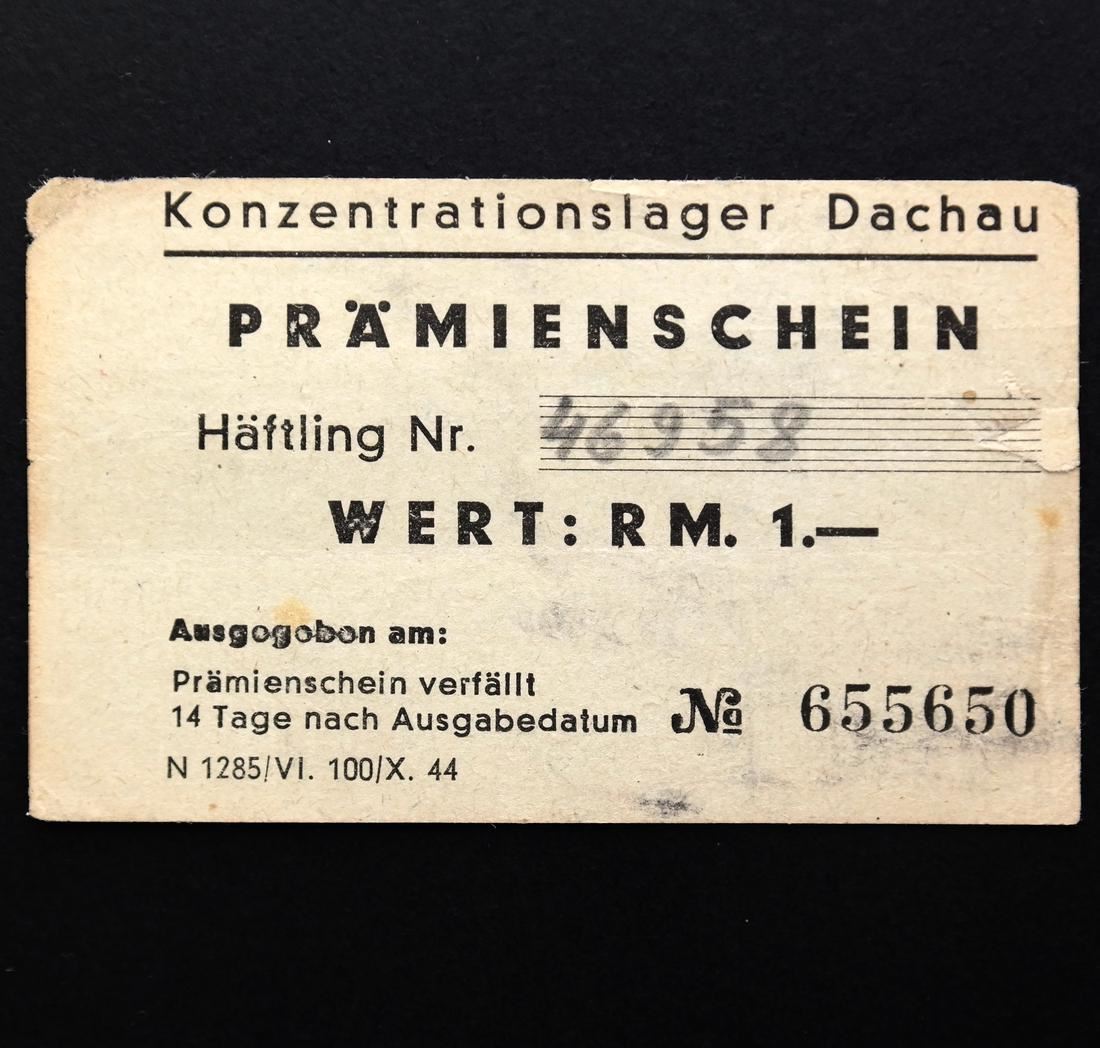 Konzentrationslager Dachau
PRÄMIENSCHEIN
Häftling Nr. 46958
WERT: RM. 1.—
Ausgogobon am:
Prämienschein verfällt
14 Tage nach Ausgabedatum № 655650
N 1285/VI. 100/X. 44